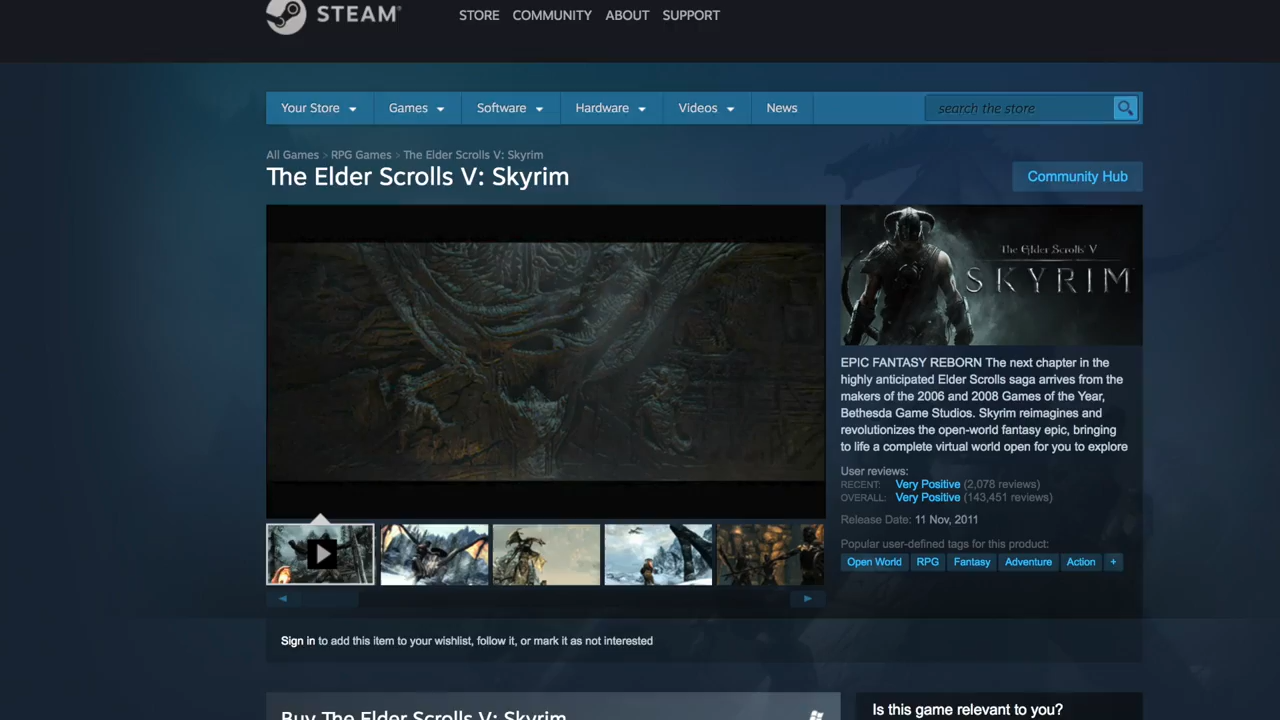 STEAM
STORE COMMUNITY ABOUT SUPPORT
Your Store Games Software Hardware Videos News search the store
All Games > RPG Games > The Elder Scrolls V: Skyrim
The Elder Scrolls V: Skyrim
Community Hub
The Elder Scrolls V
SKYRIM
EPIC FANTASY REBORN The next chapter in the
highly anticipated Elder Scrolls saga arrives from the
makers of the 2006 and 2008 Games of the Year,
Bethesda Game Studios. Skyrim reimagines and
revolutionizes the open-world fantasy epic, bringing
to life a complete virtual world open for you to explore
User reviews:
RECENT: Very Positive (2,078 reviews)
OVERALL: Very Positive (143,451 reviews)
Release Date: 11 Nov, 2011
Popular user-defined tags for this product:
Open World RPG Fantasy Adventure Action +
Sign in to add this item to your wishlist, follow it, or mark it as not interested
Buy The Elder Scrolls V: Skyrim
Is this game relevant to you?